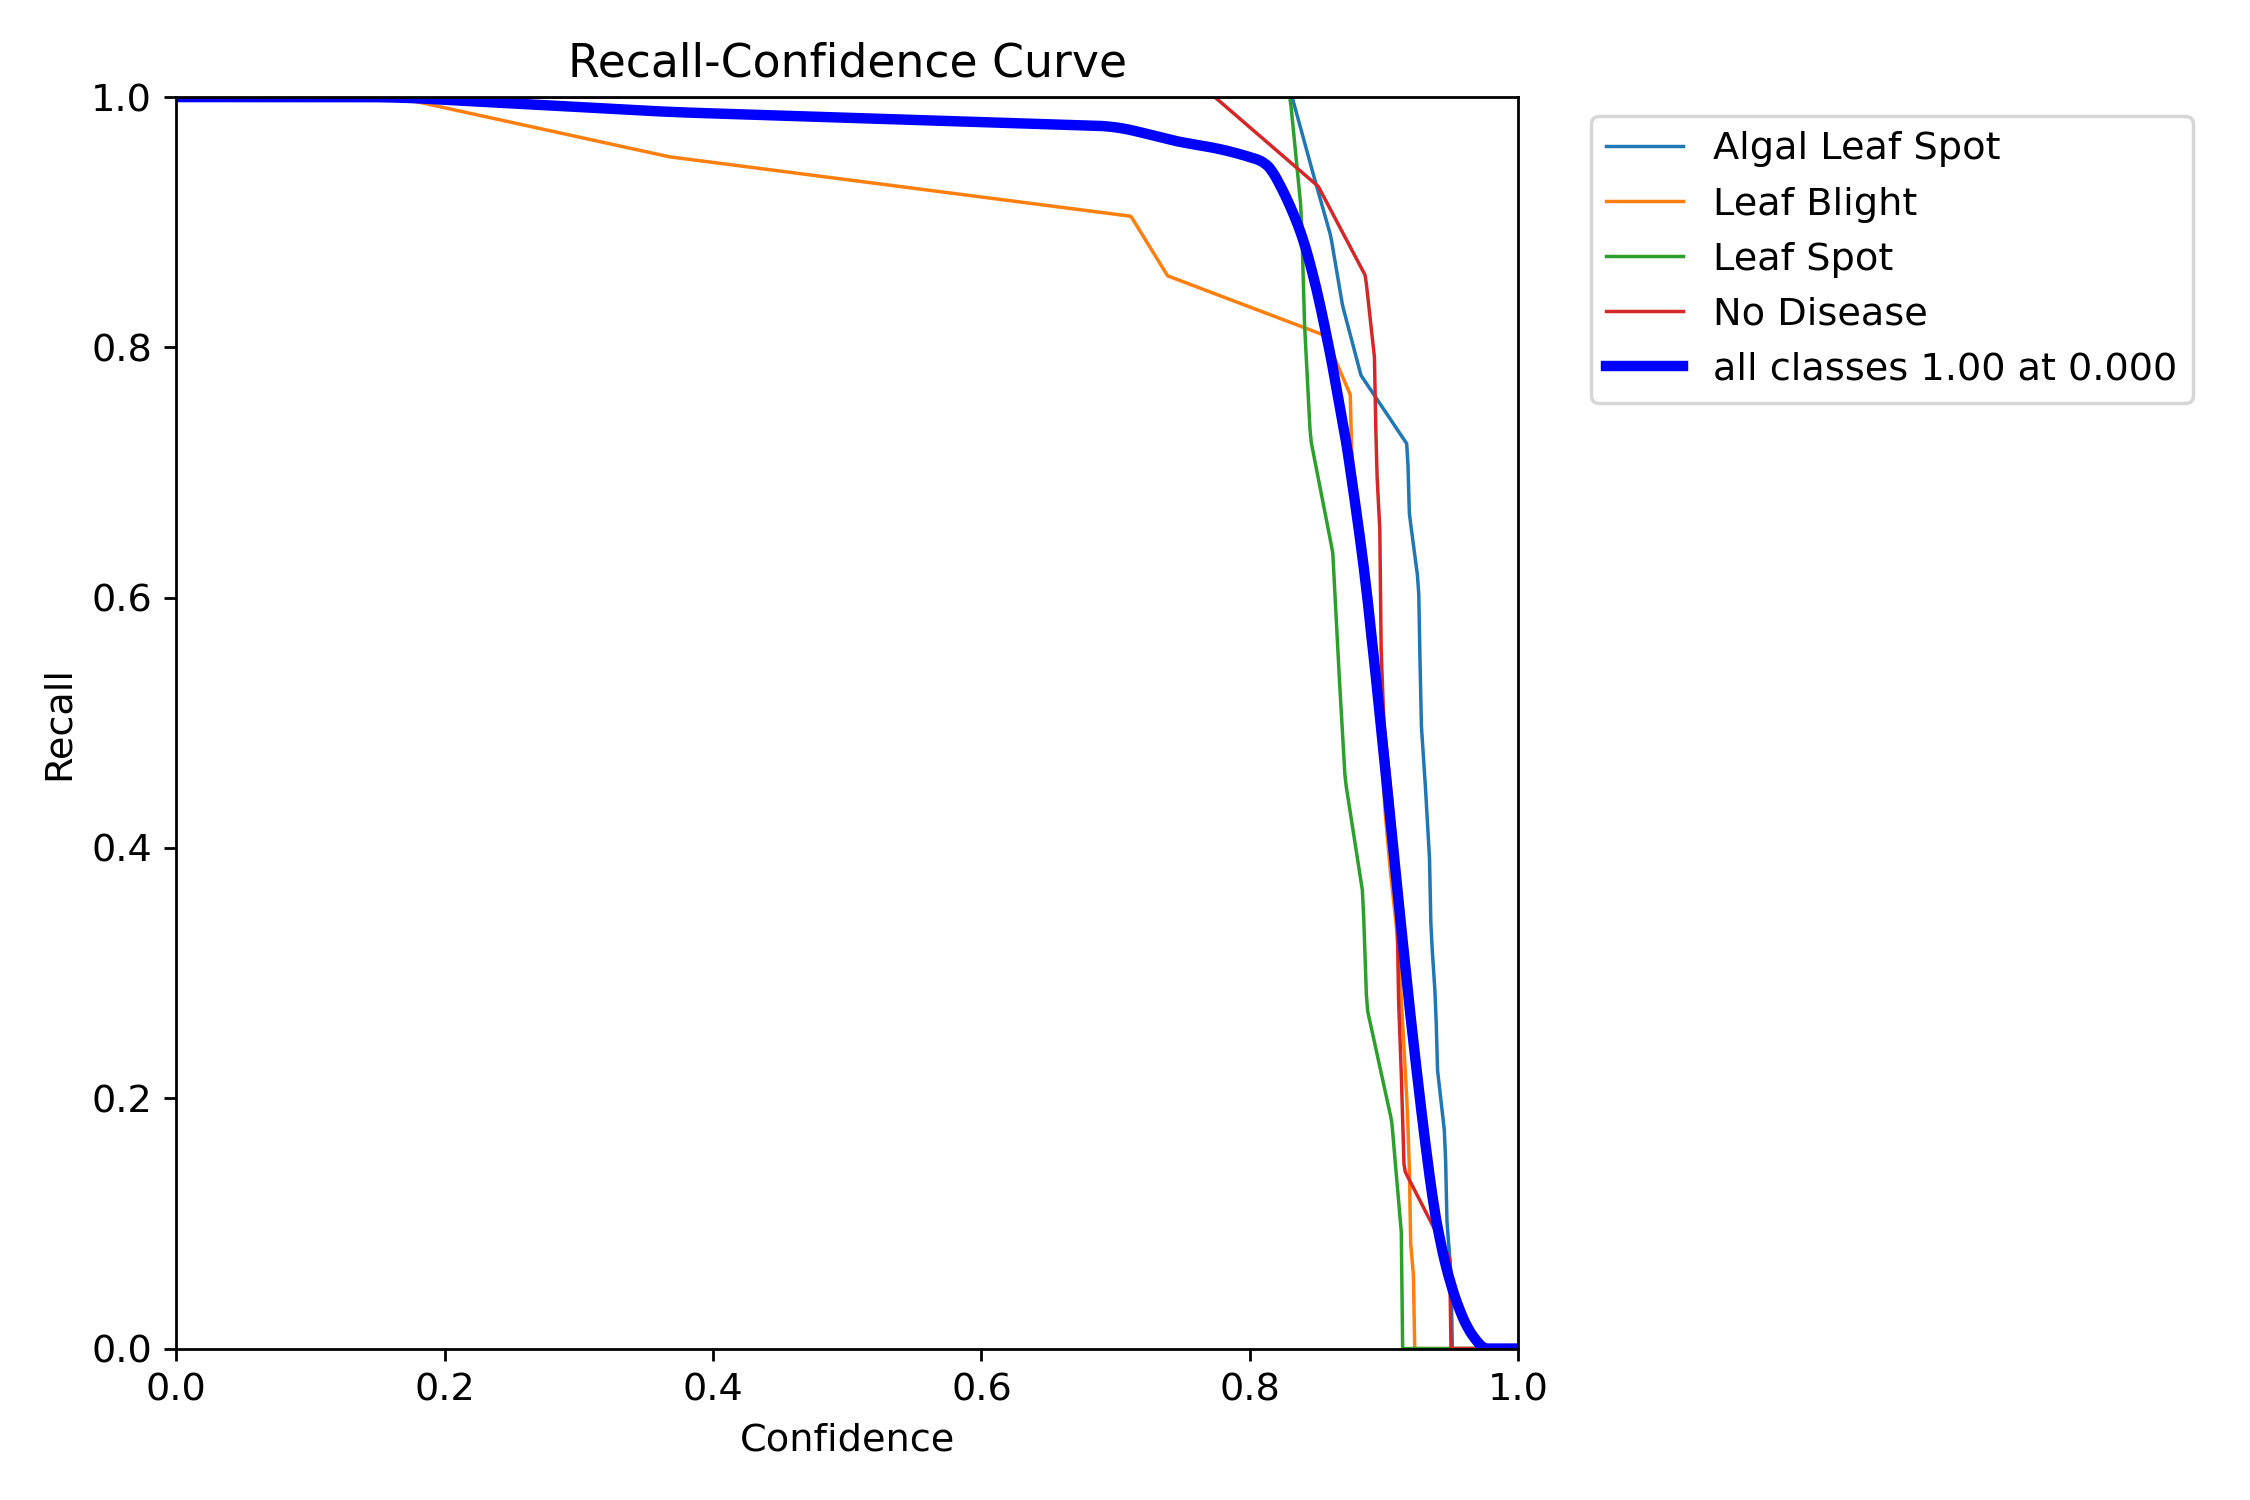 Recall-Confidence Curve
1.0
0.8
0.6
0.4
0.2
0.0
Recall
0.0 0.2 0.4 0.6 0.8 1.0
Confidence
Algal Leaf Spot
Leaf Blight
Leaf Spot
No Disease
all classes 1.00 at 0.000